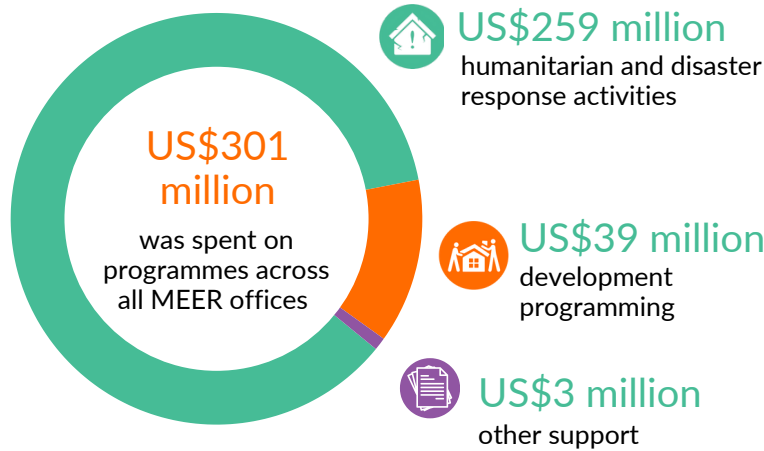 US$301
million
was spent on
programmes across
all MEER offices
US$259 million
humanitarian and disaster
response activities
US$39 million
development
programming
US$3 million
other support